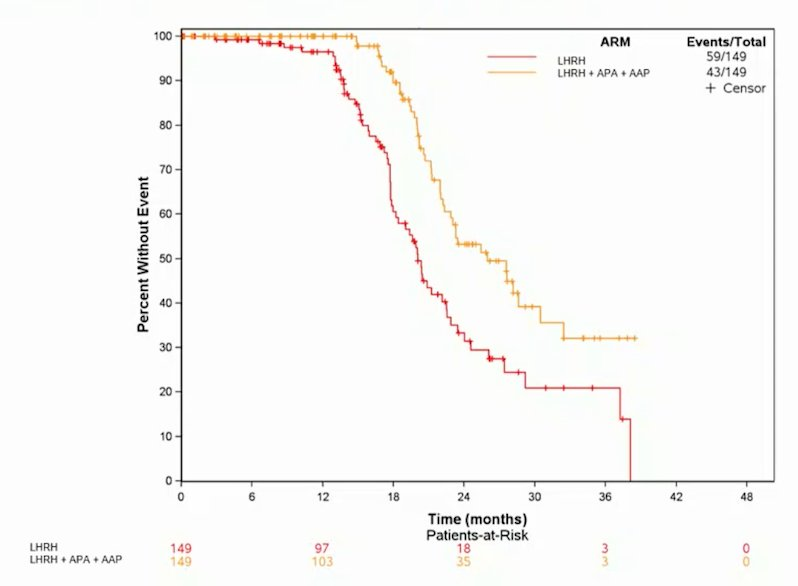 ARM Events/Total
LHRH 59/149
LHRH + APA + AAP 43/149
+ Censor
100
90
80
70
60
50
40
30
20
10
0
Percent Without Event
0 6 12 18 24 30 36 42 48
Time (months)
Patients-at-Risk
LHRH 149 97 18 3 0
LHRH + APA + AAP 149 103 35 3 0